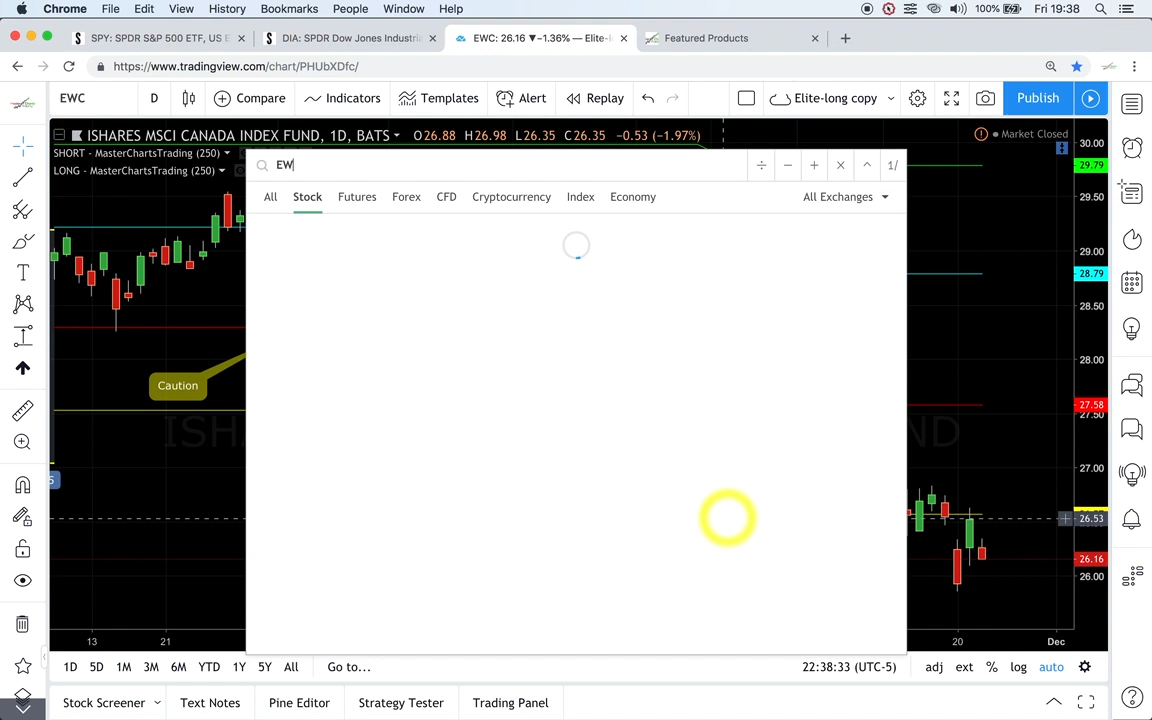 Chrome File Edit View History Bookmarks People Window Help 100% Fri 19:38
SPY: SPDR S&P 500 ETF, US E
DIA: SPDR Dow Jones Industria
EWC: 26.16 ▼−1.36% — Elite-l
Featured Products
https://www.tradingview.com/chart/PHUbXDfc/
EWC D Compare Indicators Templates Alert Replay Elite-long copy Publish
ISHARES MSCI CANADA INDEX FUND, 1D, BATS O26.88 H26.98 L26.35 C26.35 −0.53 (−1.97%) Market Closed
SHORT - MasterChartsTrading (250)
LONG - MasterChartsTrading (250)
EW ÷ − + × ^ 1/
All Stock Futures Forex CFD Cryptocurrency Index Economy All Exchanges
30.00
29.79
29.50
29.00
28.79
28.50
28.00
27.58
27.50
27.00
26.53
26.16
26.00
Caution
ISH
ND
13 21 20 Dec
1D 5D 1M 3M 6M YTD 1Y 5Y All Go to... 22:38:33 (UTC-5) adj ext % log auto
Stock Screener Text Notes Pine Editor Strategy Tester Trading Panel